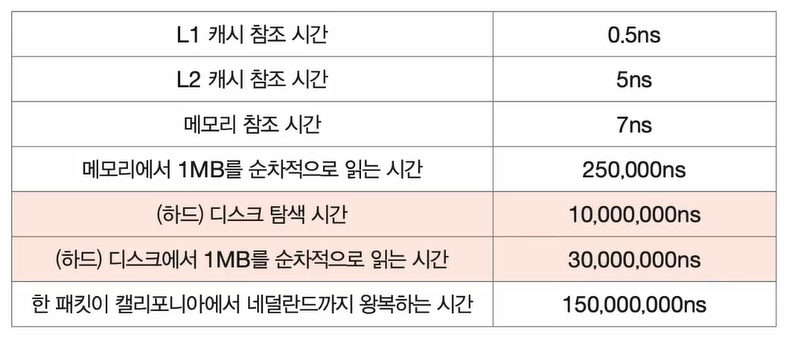 L1 캐시 참조 시간 0.5ns
L2 캐시 참조 시간 5ns
메모리 참조 시간 7ns
메모리에서 1MB를 순차적으로 읽는 시간 250,000ns
(하드) 디스크 탐색 시간 10,000,000ns
(하드) 디스크에서 1MB를 순차적으로 읽는 시간 30,000,000ns
한 패킷이 캘리포니아에서 네덜란드까지 왕복하는 시간 150,000,000ns